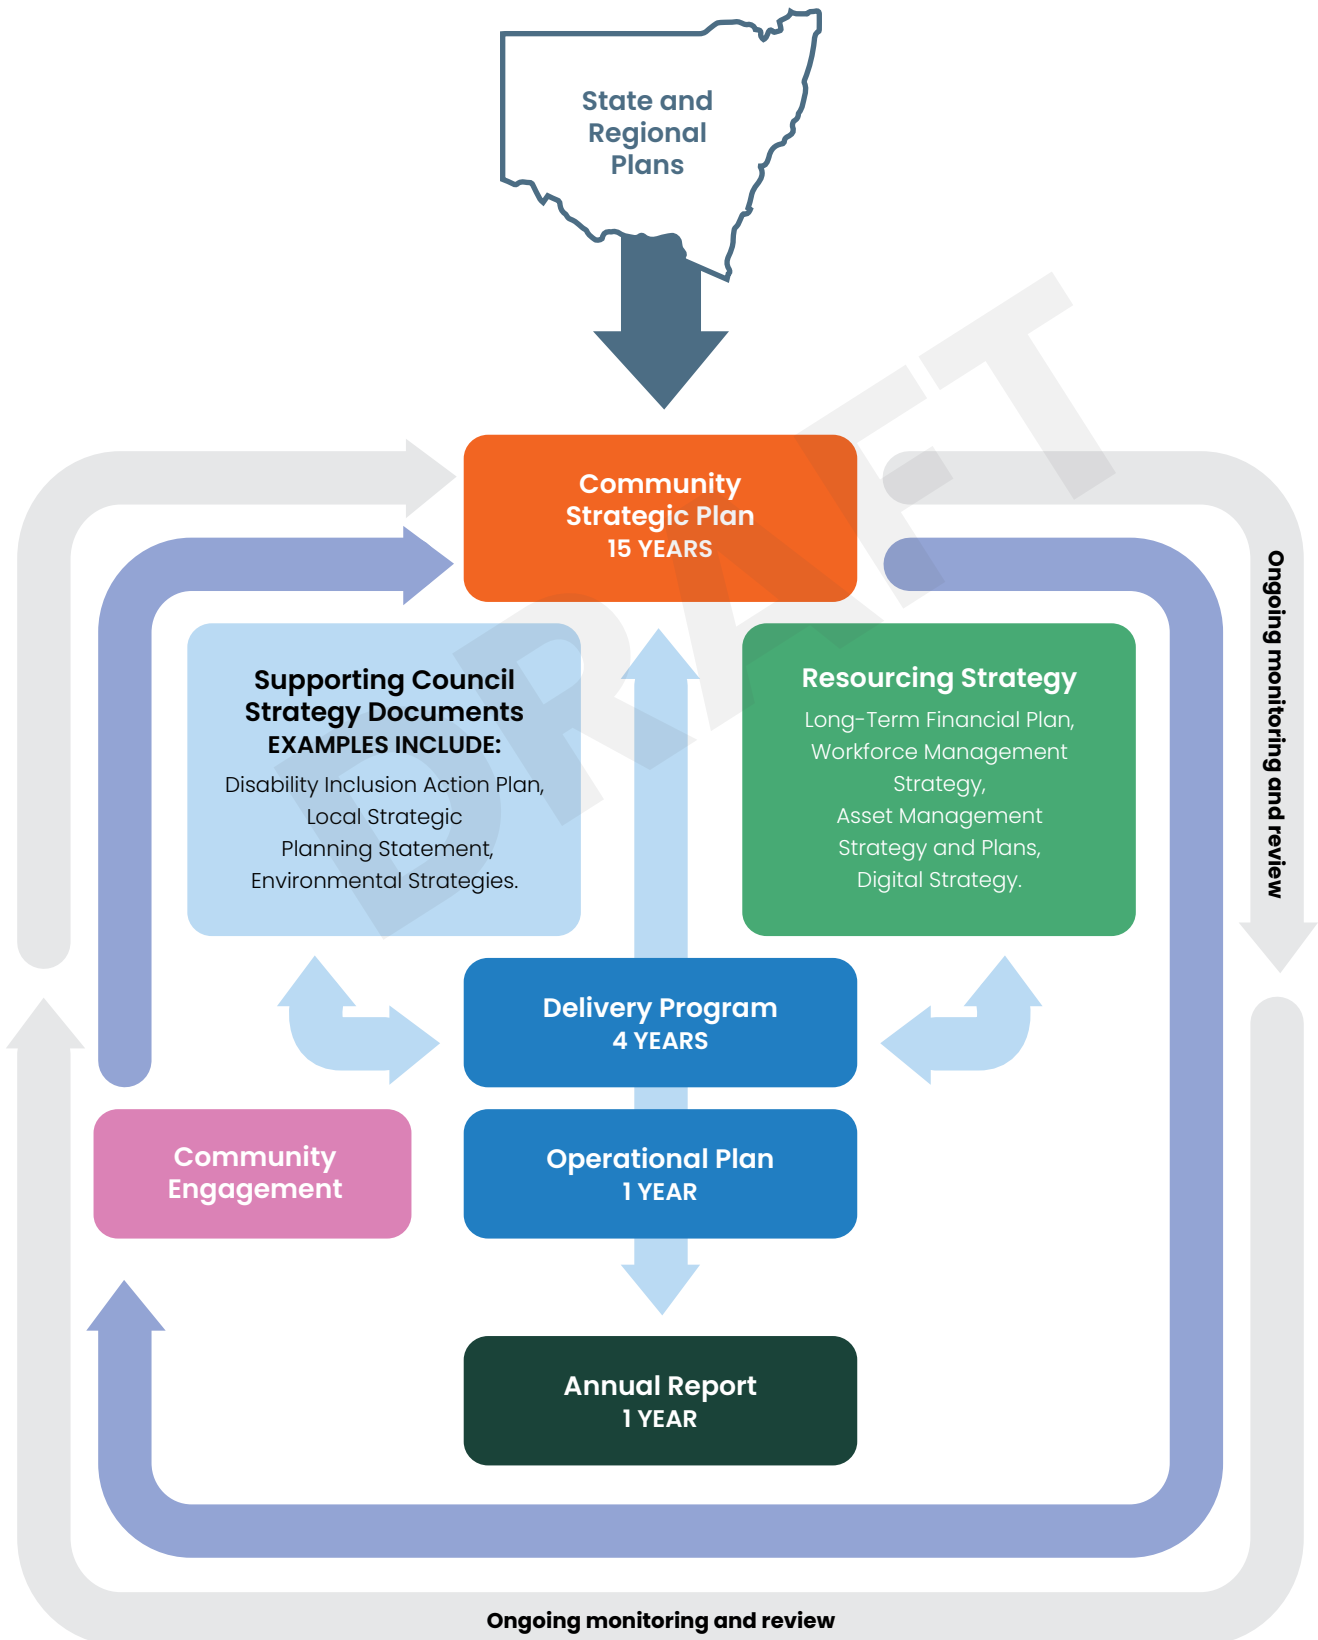 State and
Regional
Plans
Community
Strategic Plan
15 YEARS
Supporting Council
Strategy Documents
EXAMPLES INCLUDE:
Disability Inclusion Action Plan,
Local Strategic
Planning Statement,
Environmental Strategies.
Resourcing Strategy
Long-Term Financial Plan,
Workforce Management
Strategy,
Asset Management
Strategy and Plans,
Digital Strategy.
Ongoing monitoring and review
Delivery Program
4 YEARS
Community
Engagement
Operational Plan
1 YEAR
Annual Report
1 YEAR
Ongoing monitoring and review
DRAFT